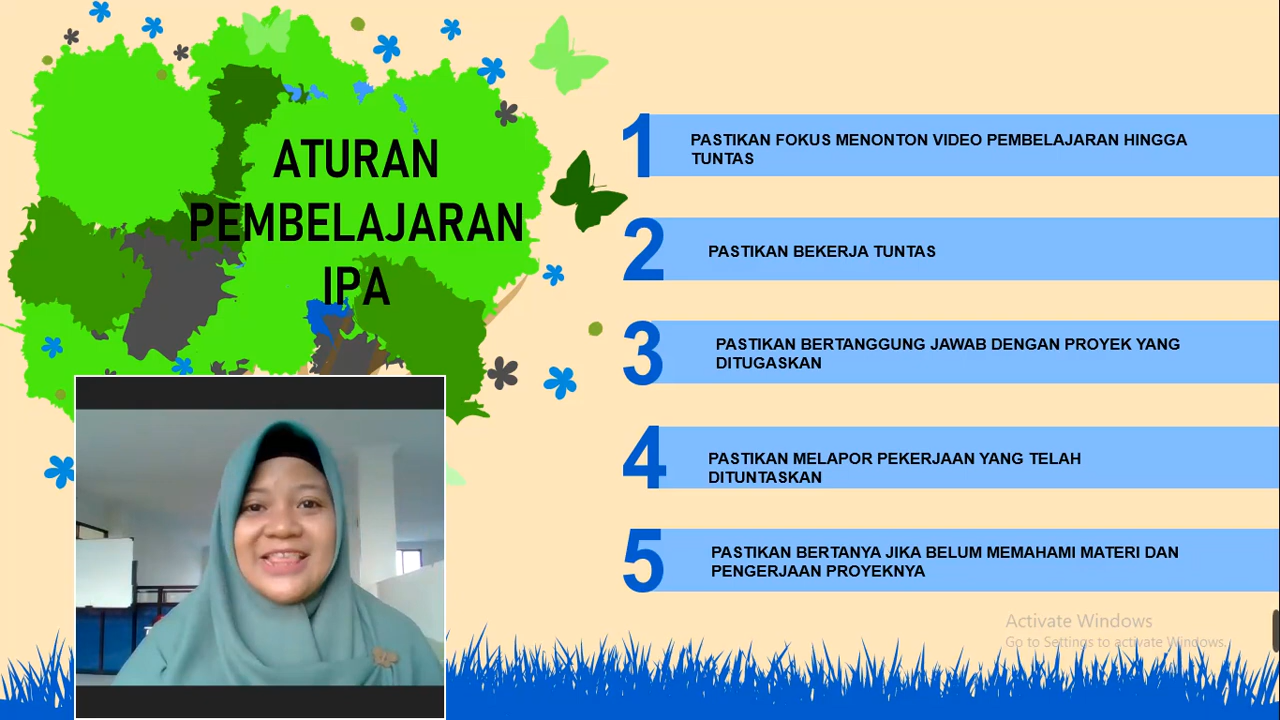 ATURAN
PEMBELAJARAN
IPA
1
PASTIKAN FOKUS MENONTON VIDEO PEMBELAJARAN HINGGA
TUNTAS
2
PASTIKAN BEKERJA TUNTAS
3
PASTIKAN BERTANGGUNG JAWAB DENGAN PROYEK YANG
DITUGASKAN
4
PASTIKAN MELAPOR PEKERJAAN YANG TELAH
DITUNTASKAN
5
PASTIKAN BERTANYA JIKA BELUM MEMAHAMI MATERI DAN
PENGERJAAN PROYEKNYA
Activate Windows
Go to Settings to activate Windows.